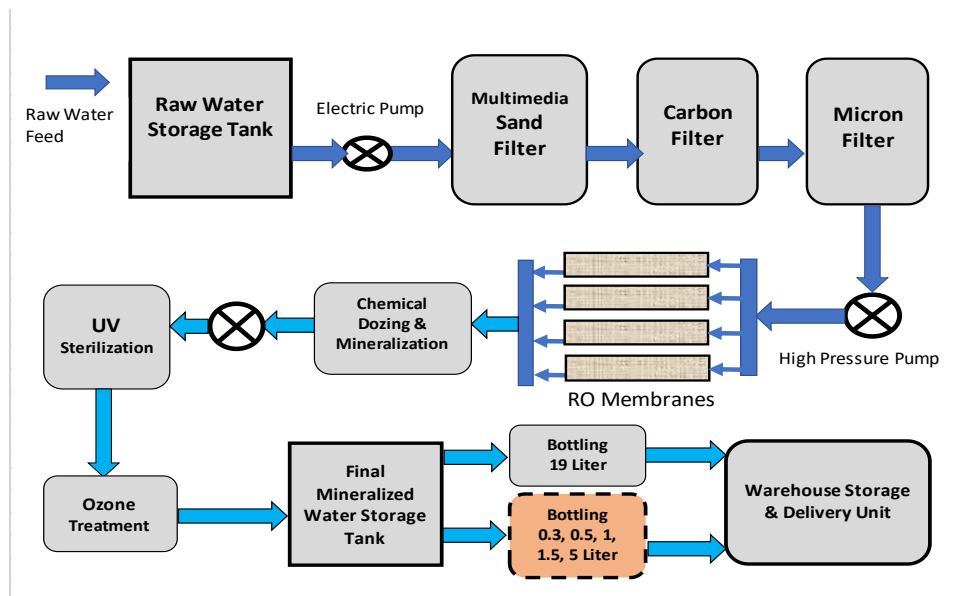 Raw Water
Feed
Raw Water
Storage Tank
Electric Pump
Multimedia
Sand
Filter
Carbon
Filter
Micron
Filter
High Pressure Pump
RO Membranes
Chemical
Dozing &
Mineralization
UV
Sterilization
Ozone
Treatment
Final
Mineralized
Water Storage
Tank
Bottling
19 Liter
Bottling
0.3, 0.5, 1,
1.5, 5 Liter
Warehouse Storage
& Delivery Unit